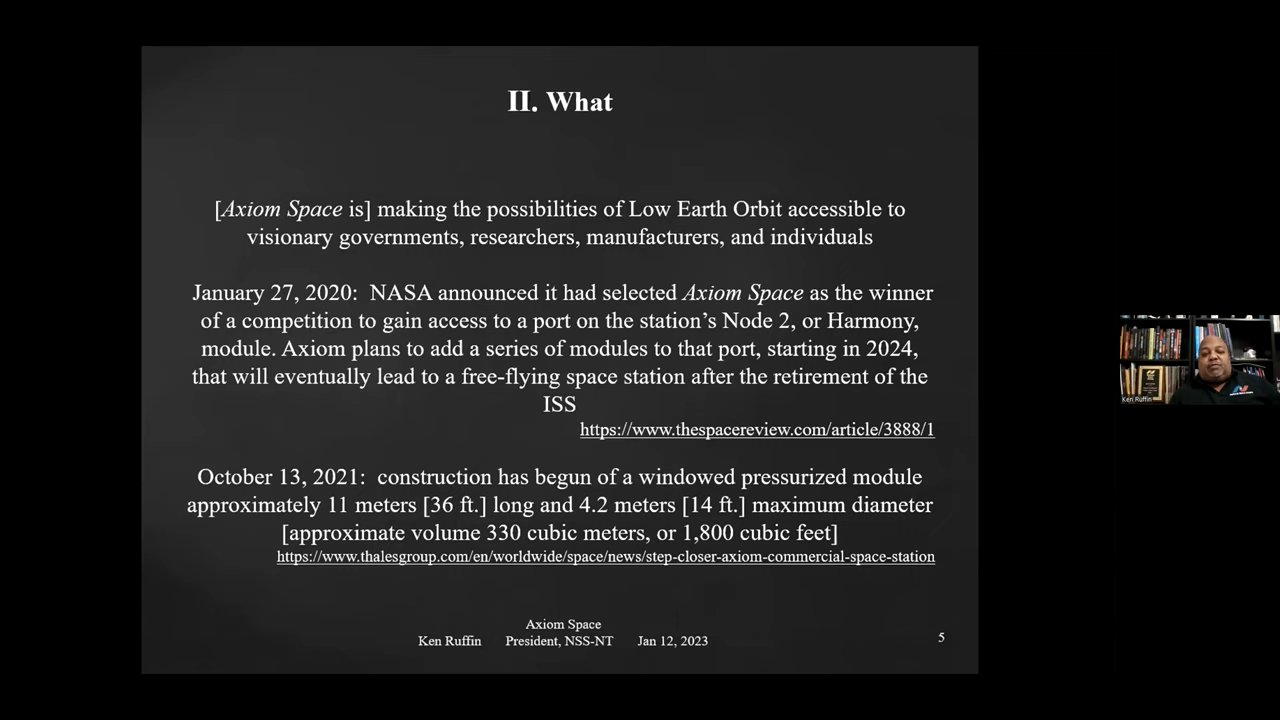 II. What
[Axiom Space is] making the possibilities of Low Earth Orbit accessible to
visionary governments, researchers, manufacturers, and individuals
January 27, 2020:  NASA announced it had selected Axiom Space as the winner
of a competition to gain access to a port on the station’s Node 2, or Harmony,
module. Axiom plans to add a series of modules to that port, starting in 2024,
that will eventually lead to a free-flying space station after the retirement of the
ISS
https://www.thespacereview.com/article/3888/1
October 13, 2021:  construction has begun of a windowed pressurized module
approximately 11 meters [36 ft.] long and 4.2 meters [14 ft.] maximum diameter
[approximate volume 330 cubic meters, or 1,800 cubic feet]
https://www.thalesgroup.com/en/worldwide/space/news/step-closer-axiom-commercial-space-station
Axiom Space
Ken Ruffin President, NSS-NT Jan 12, 2023
5
Ken Ruffin